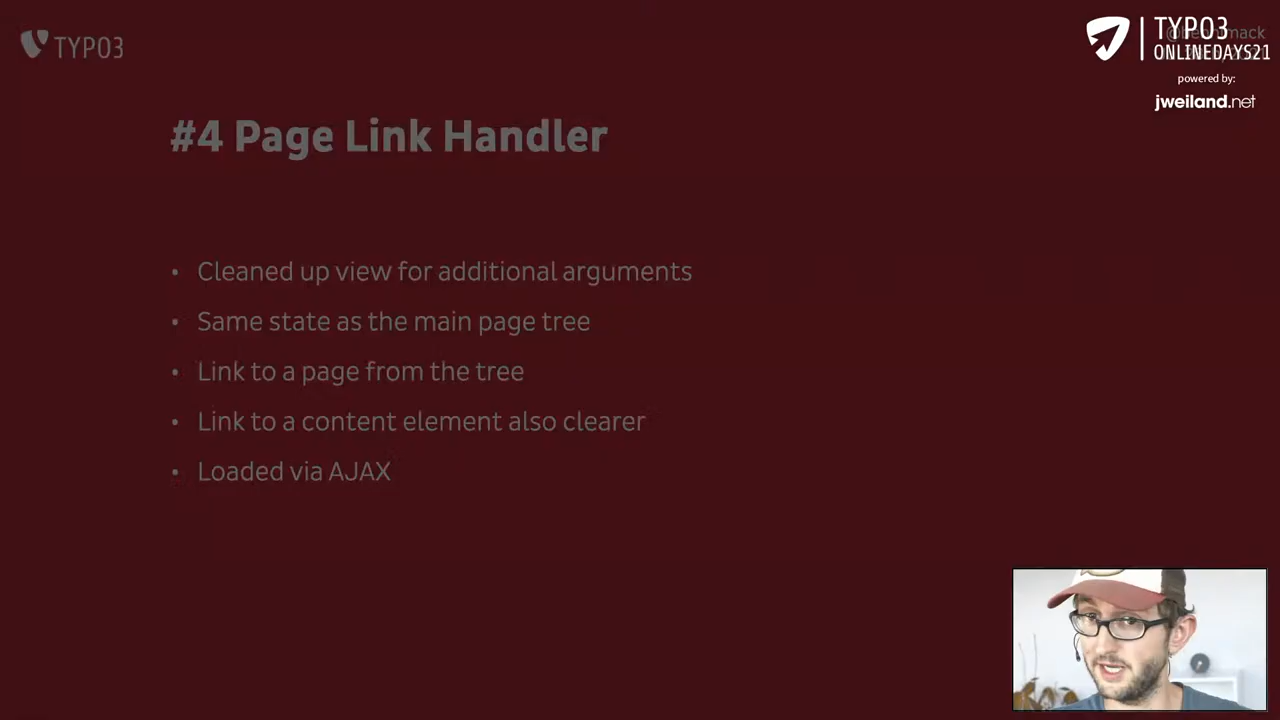 TYPO3
TYPO3
ONLINEDAYS21
powered by:
jweiland.net
#4 Page Link Handler
• Cleaned up view for additional arguments
• Same state as the main page tree
• Link to a page from the tree
• Link to a content element also clearer
• Loaded via AJAX